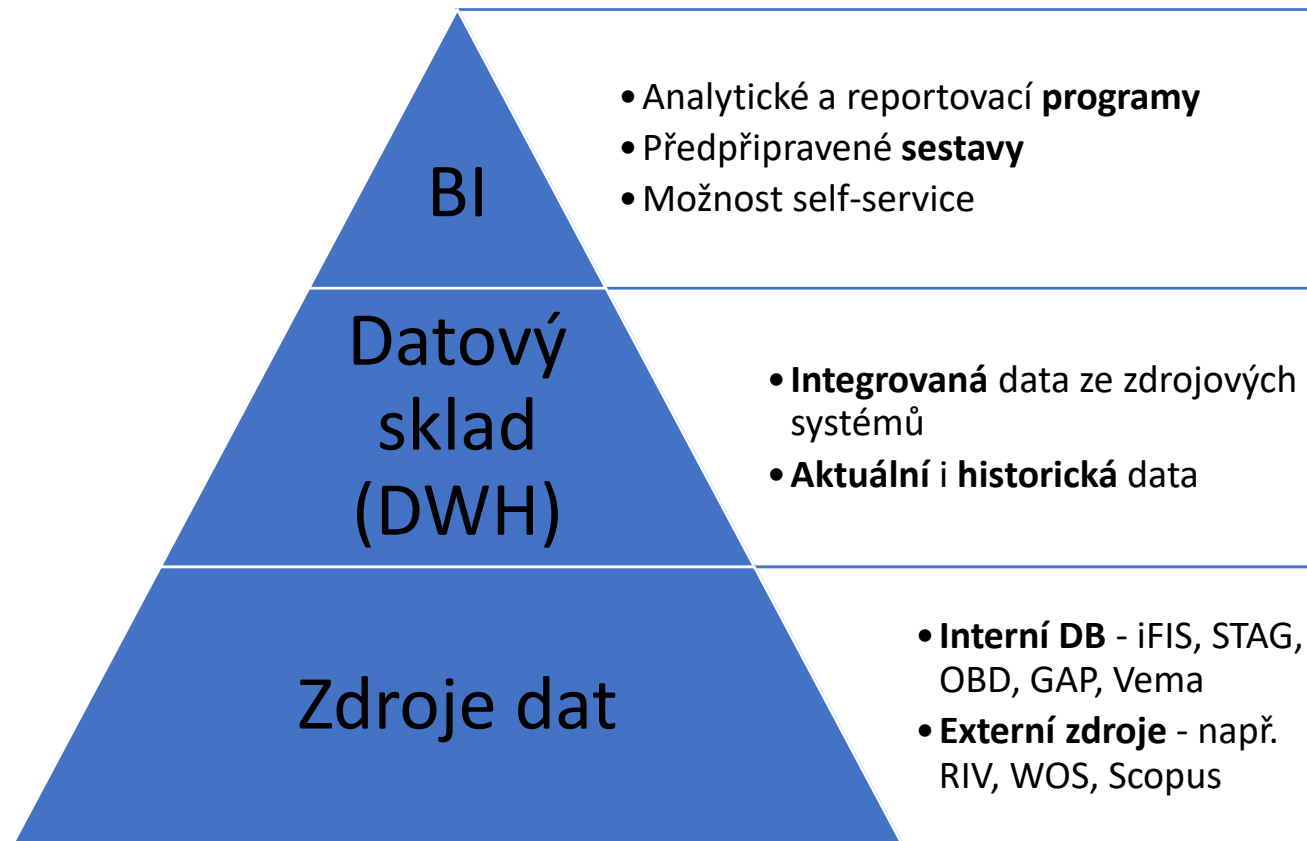 BI
• Analytické a reportovací programy
• Předpřipravené sestavy
• Možnost self-service
Datový
sklad
(DWH)
• Integrovaná data ze zdrojových
systémů
• Aktuální i historická data
Zdroje dat
• Interní DB - iFIS, STAG,
OBD, GAP, Vema
• Externí zdroje - např.
RIV, WOS, Scopus